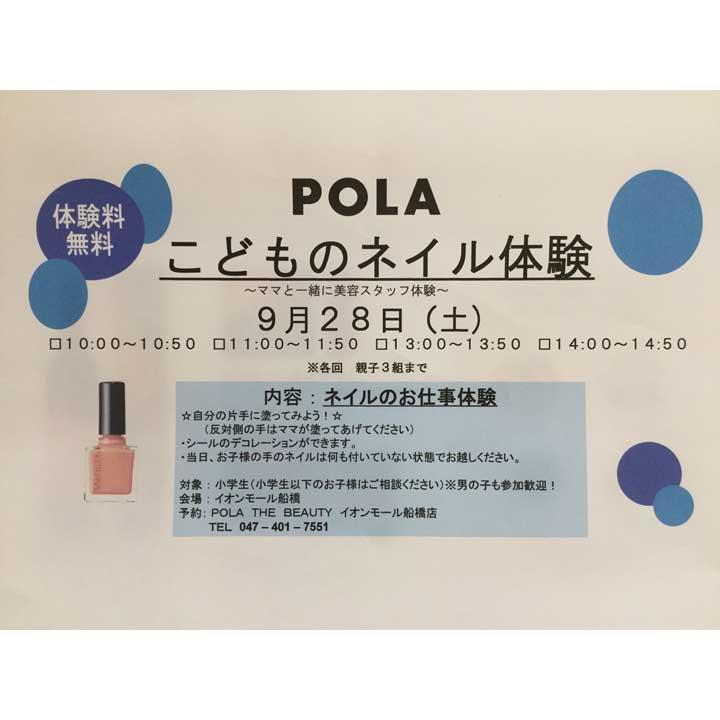 体験料
無料
POLA
こどものネイル体験
～ママと一緒に美容スタッフ体験～
９月２８日（土）
□10:00～10:50 □11:00～11:50 □13:00～13:50 □14:00～14:50
※各回　親子３組まで
内容：ネイルのお仕事体験
☆自分の片手に塗ってみよう！☆
（反対側の手はママが塗ってあげてください）
・シールのデコレーションができます。
・当日、お子様の手のネイルは何も付いていない状態でお越しください。
対象：小学生（小学生以下のお子様はご相談ください）※男の子も参加歓迎！
会場：イオンモール船橋
予約：POLA THE BEAUTY イオンモール船橋店
TEL 047－401－7551